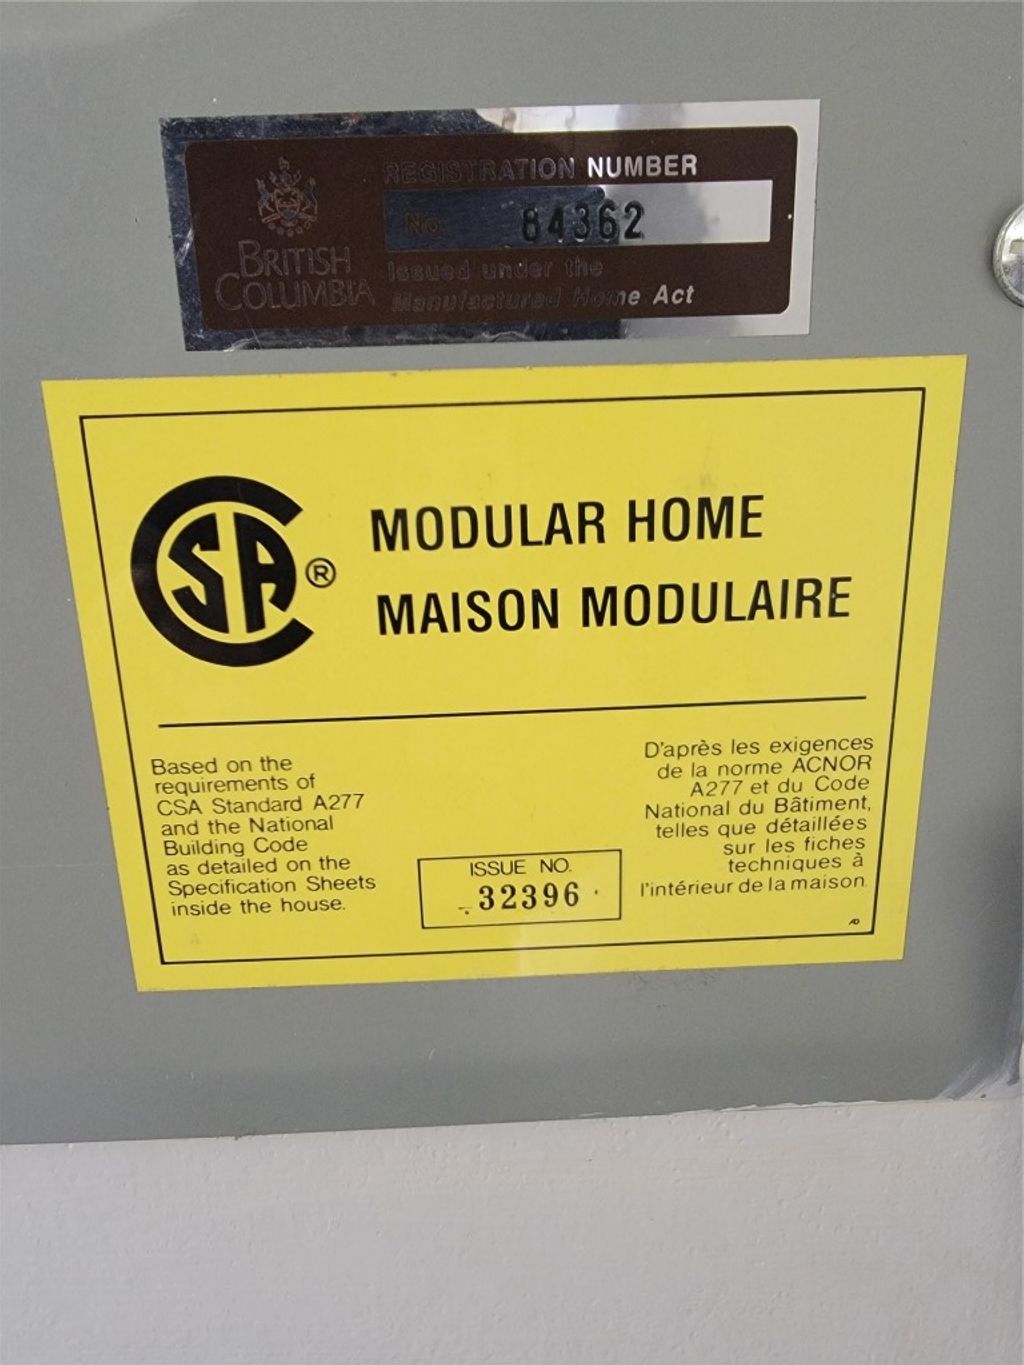 REGISTRATION NUMBER
No 84362
BRITISH
COLUMBIA
Issued under the
Manufactured Home Act
CSA ®
MODULAR HOME
MAISON MODULAIRE
Based on the
requirements of
CSA Standard A277
and the National
Building Code
as detailed on the
Specification Sheets
inside the house.
ISSUE NO.
32396
D'après les exigences
de la norme ACNOR
A277 et du Code
National du Bâtiment,
telles que détaillées
sur les fiches
techniques à
l'intérieur de la maison.